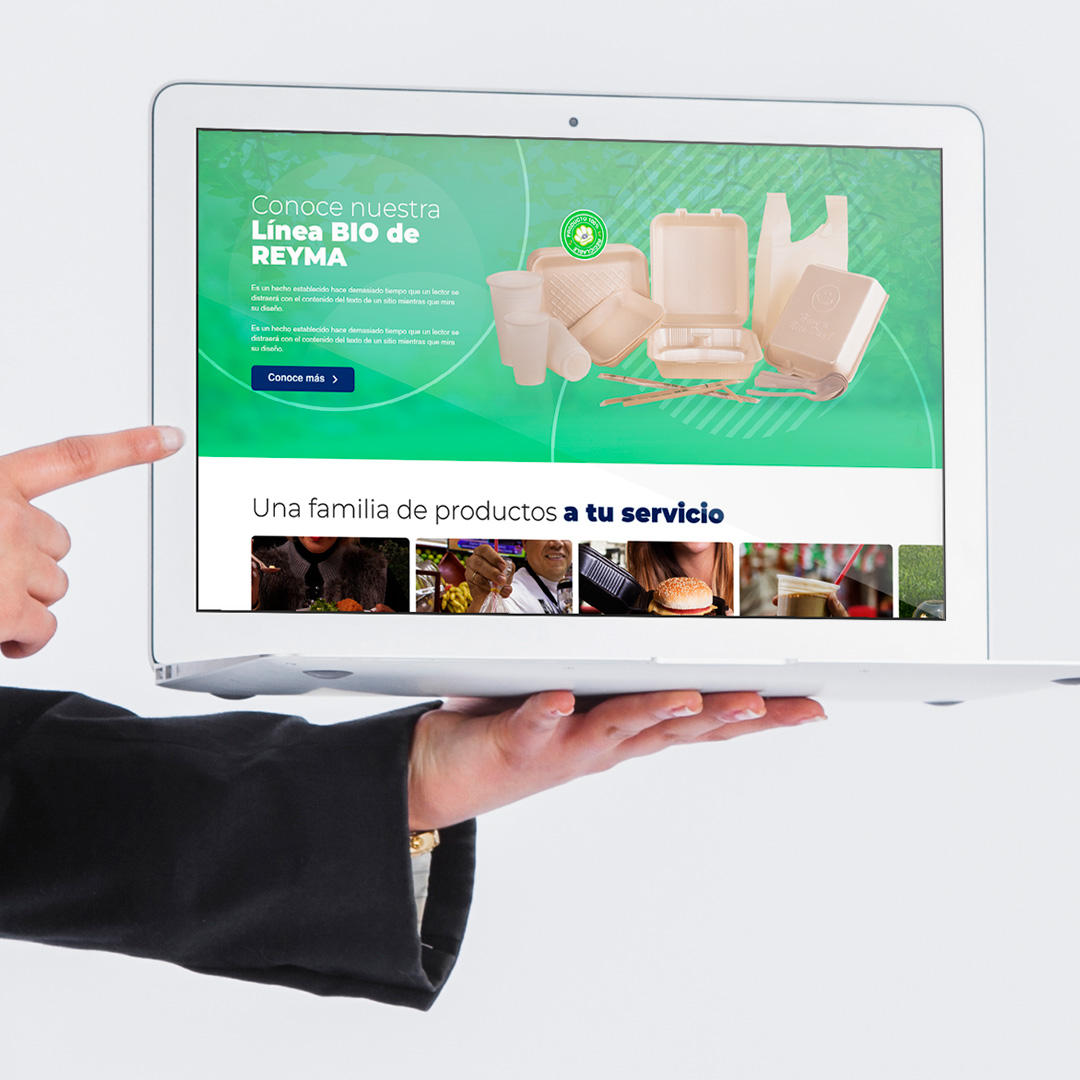 Conoce nuestra
Línea BIO de
REYMA
Es un hecho establecido hace demasiado tiempo que un lector se
distraerá con el contenido del texto de un sitio mientras que mira
su diseño.
Es un hecho establecido hace demasiado tiempo que un lector se
distraerá con el contenido del texto de un sitio mientras que mira
su diseño.
Conoce más
PRODUCTO 100%
RECICLABLE
Una familia de productos a tu servicio